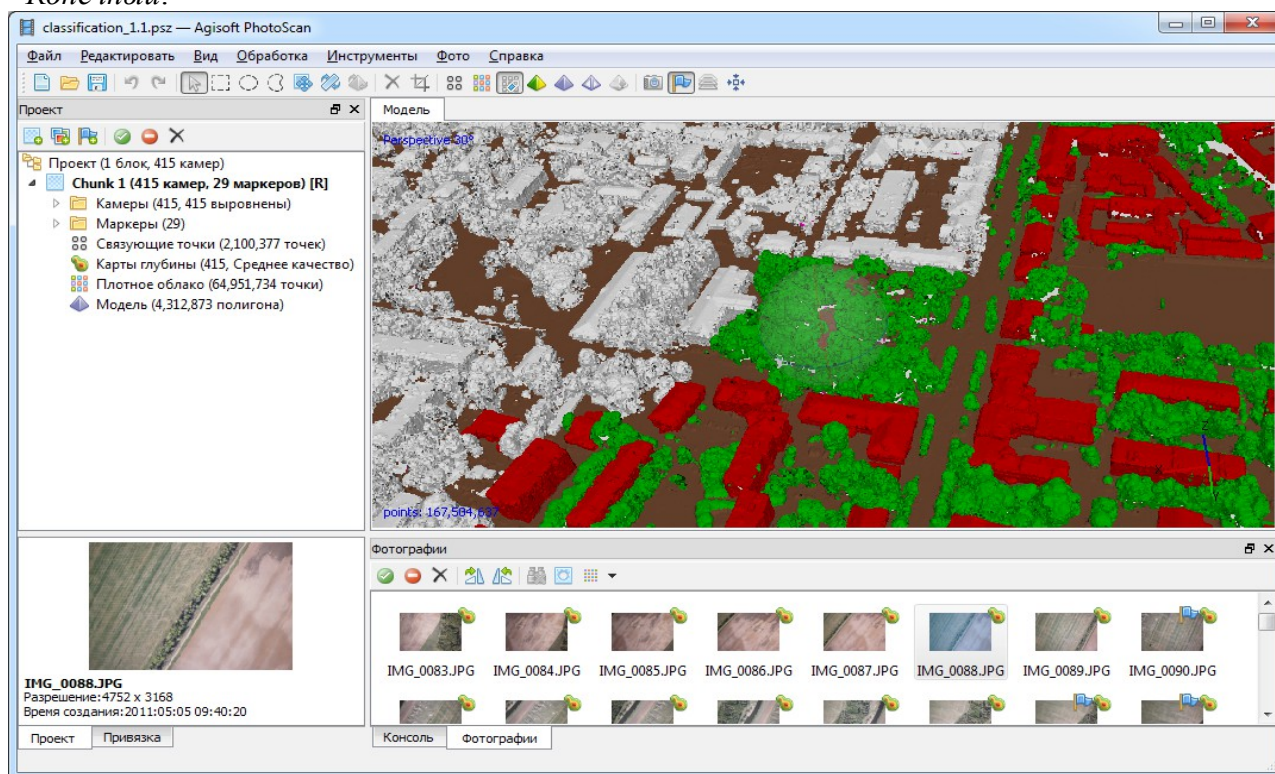 Конечный:
classification_1.1.psz — Agisoft PhotoScan
Файл Редактировать Вид Обработка Инструменты Фото Справка
Проект
Модель
Perspective 30°
Проект (1 блок, 415 камер)
Chunk 1 (415 камер, 29 маркеров) [R]
Камеры (415, 415 выровнены)
Маркеры (29)
Связующие точки (2,100,377 точек)
Карты глубины (415, Среднее качество)
Плотное облако (64,951,734 точки)
Модель (4,312,873 полигона)
points: 167,504,637
Фотографии
IMG_0083.JPG IMG_0084.JPG IMG_0085.JPG IMG_0086.JPG IMG_0087.JPG IMG_0088.JPG IMG_0089.JPG IMG_0090.JPG
IMG_0088.JPG
Разрешение:4752 x 3168
Время создания:2011:05:05 09:40:20
Проект Привязка
Консоль Фотографии